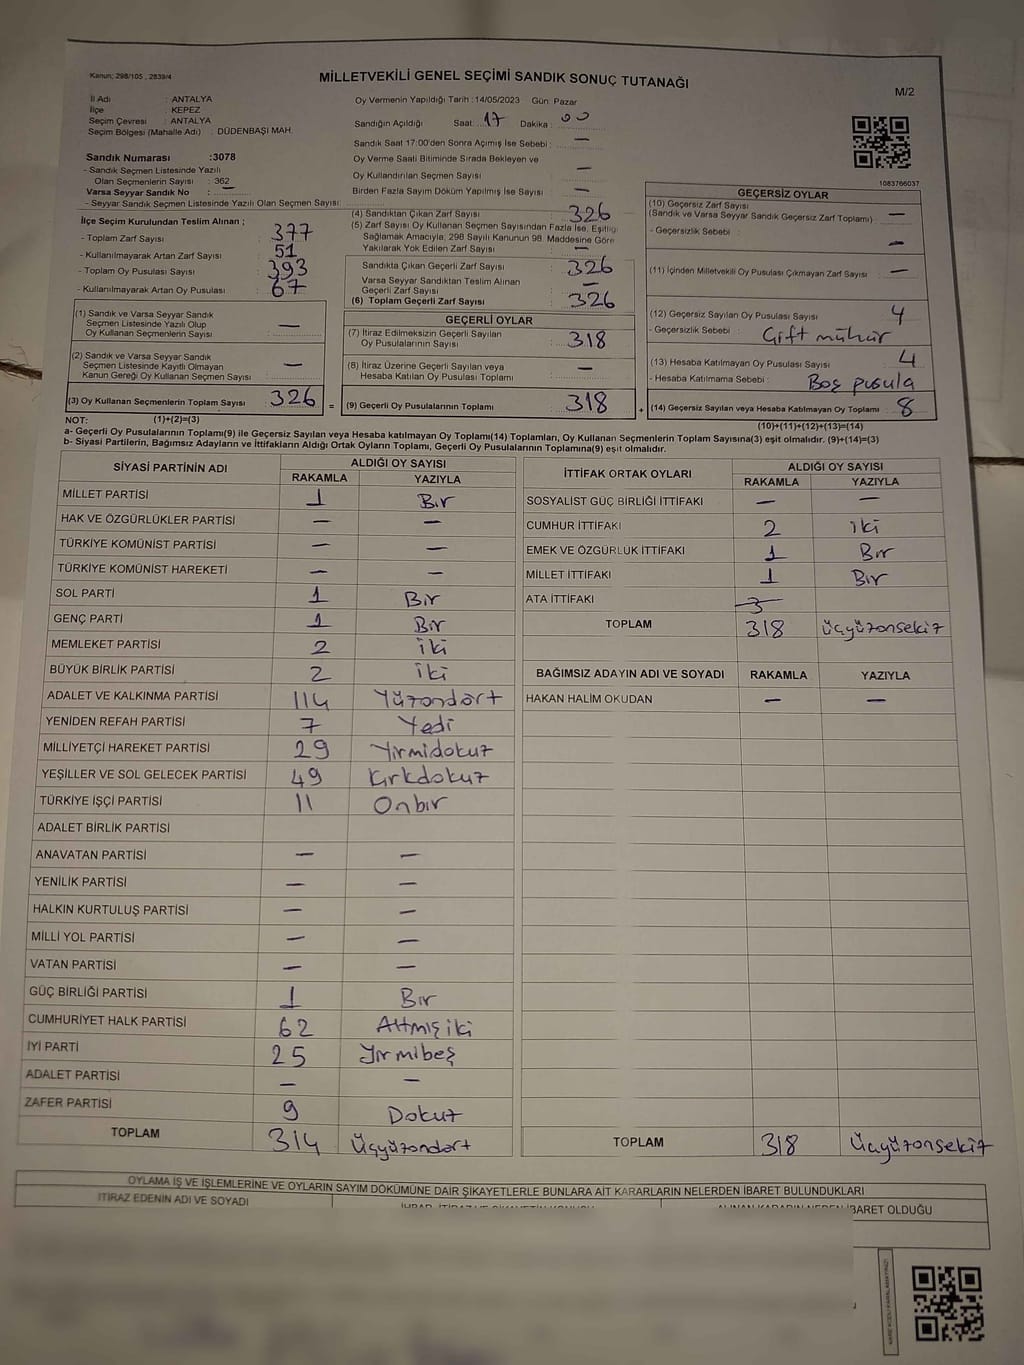 Kanun: 298/105 , 2839/4
MİLLETVEKİLİ GENEL SEÇİMİ SANDIK SONUÇ TUTANAĞI
M/2
İl Adı : ANTALYA
İlçe : KEPEZ
Seçim Çevresi : ANTALYA
Seçim Bölgesi (Mahalle Adı) : DÜDENBAŞI MAH.
Sandık Numarası :3078
- Sandık Seçmen Listesinde Yazılı
Olan Seçmenlerin Sayısı : 362
Varsa Seyyar Sandık No : —
- Seyyar Sandık Seçmen Listesinde Yazılı Olan Seçmen Sayısı:
Oy Vermenin Yapıldığı Tarih :14/05/2023 Gün: Pazar
Sandığın Açıldığı Saat: 17 Dakika : 00
Sandık Saat 17:00'den Sonra Açımış İse Sebebi : —
Oy Verme Saati Bitiminde Sırada Bekleyen ve
Oy Kullandırılan Seçmen Sayısı : —
Birden Fazla Sayım Döküm Yapılmış İse Sayısı : —
1083766037
İlçe Seçim Kurulundan Teslim Alınan ;
- Toplam Zarf Sayısı : 377
- Kullanılmayarak Artan Zarf Sayısı : 51
- Toplam Oy Pusulası Sayısı : 393
- Kullanılmayarak Artan Oy Pusulası : 67
(1) Sandık ve Varsa Seyyar Sandık
Seçmen Listesinde Yazılı Olup
Oy Kullanan Seçmenlerin Sayısı : —
(2) Sandık ve Varsa Seyyar Sandık
Seçmen Listesinde Kayıtlı Olmayan
Kanun Gereği Oy Kullanan Seçmen Sayısı : —
(3) Oy Kullanan Seçmenlerin Toplam Sayısı : 326 =
(1)+(2)=(3)
(4) Sandıktan Çıkan Zarf Sayısı : 326
(5) Zarf Sayısı Oy Kullanan Seçmen Sayısından Fazla İse, Eşitliği
Sağlamak Amacıyla, 298 Sayılı Kanunun 98. Maddesine Göre
Yakılarak Yok Edilen Zarf Sayısı : —
Sandıkta Çıkan Geçerli Zarf Sayısı : 326
Varsa Seyyar Sandıktan Teslim Alınan
Geçerli Zarf Sayısı : —
(6) Toplam Geçerli Zarf Sayısı : 326
GEÇERLİ OYLAR
(7) İtiraz Edilmeksizin Geçerli Sayılan
Oy Pusulalarının Sayısı : 318
(8) İtiraz Üzerine Geçerli Sayılan veya
Hesaba Katılan Oy Pusulası Toplamı : —
(9) Geçerli Oy Pusulalarının Toplamı : 318 +
GEÇERSİZ OYLAR
(10) Geçersiz Zarf Sayısı
(Sandık ve Varsa Seyyar Sandık Geçersiz Zarf Toplamı) : —
- Geçersizlik Sebebi : —
(11) İçinden Milletvekili Oy Pusulası Çıkmayan Zarf Sayısı : —
(12) Geçersiz Sayılan Oy Pusulası Sayısı : 4
- Geçersizlik Sebebi : Çift mühür
(13) Hesaba Katılmayan Oy Pusulası Sayısı : 4
- Hesaba Katılmama Sebebi : Boş pusula
(14) Geçersiz Sayılan veya Hesaba Katılmayan Oy Toplamı : 8
(10)+(11)+(12)+(13)=(14)
NOT:
a- Geçerli Oy Pusulalarının Toplamı(9) ile Geçersiz Sayılan veya Hesaba katılmayan Oy Toplamı(14) Toplamları, Oy Kullanan Seçmenlerin Toplam Sayısına(3) eşit olmalıdır. (9)+(14)=(3)
b- Siyasi Partilerin, Bağımsız Adayların ve İttifakların Aldığı Ortak Oyların Toplamı, Geçerli Oy Pusulalarının Toplamına(9) eşit olmalıdır.
SİYASİ PARTİNİN ADI ALDIĞI OY SAYISI
RAKAMLA YAZIYLA
MİLLET PARTİSİ 1 Bir
HAK VE ÖZGÜRLÜKLER PARTİSİ — —
TÜRKİYE KOMÜNİST PARTİSİ — —
TÜRKİYE KOMÜNİST HAREKETİ — —
SOL PARTİ 1 Bir
GENÇ PARTİ 1 Bir
MEMLEKET PARTİSİ 2 iki
BÜYÜK BİRLİK PARTİSİ 2 iki
ADALET VE KALKINMA PARTİSİ 114 Yüzondört
YENİDEN REFAH PARTİSİ 7 Yedi
MİLLİYETÇİ HAREKET PARTİSİ 29 Yirmidokuz
YEŞİLLER VE SOL GELECEK PARTİSİ 49 Kırkdokuz
TÜRKİYE İŞÇİ PARTİSİ 11 Onbir
ADALET BİRLİK PARTİSİ
ANAVATAN PARTİSİ — —
YENİLİK PARTİSİ — —
HALKIN KURTULUŞ PARTİSİ — —
MİLLİ YOL PARTİSİ — —
VATAN PARTİSİ — —
GÜÇ BİRLİĞİ PARTİSİ 1 Bir
CUMHURİYET HALK PARTİSİ 62 Altmışiki
İYİ PARTİ 25 Yirmibeş
ADALET PARTİSİ — —
ZAFER PARTİSİ 9 Dokuz
TOPLAM 314 Üçyüzondört
İTTİFAK ORTAK OYLARI ALDIĞI OY SAYISI
RAKAMLA YAZIYLA
SOSYALİST GÜÇ BİRLİĞİ İTTİFAKI — —
CUMHUR İTTİFAKI 2 iki
EMEK VE ÖZGÜRLÜK İTTİFAKI 1 Bir
MİLLET İTTİFAKI 1 Bir
ATA İTTİFAKI 3
TOPLAM 318 Üçyüzonsekiz
BAĞIMSIZ ADAYIN ADI VE SOYADI RAKAMLA YAZIYLA
HAKAN HALİM OKUDAN — —
TOPLAM 318 Üçyüzonsekiz
OYLAMA İŞ VE İŞLEMLERİNE VE OYLARIN SAYIM DÖKÜMÜNE DAİR ŞİKAYETLERLE BUNLARA AİT KARARLARIN NELERDEN İBARET BULUNDUKLARI
İTİRAZ EDENİN ADI VE SOYADI
İBARET OLDUĞU